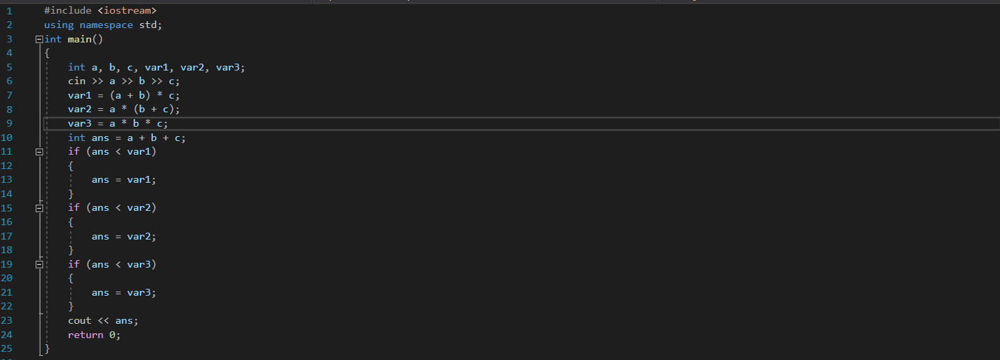 1 #include <iostream>
2 using namespace std;
3 int main()
4 {
5 int a, b, c, var1, var2, var3;
6 cin >> a >> b >> c;
7 var1 = (a + b) * c;
8 var2 = a * (b + c);
9 var3 = a * b * c;
10 int ans = a + b + c;
11 if (ans < var1)
12 {
13 ans = var1;
14 }
15 if (ans < var2)
16 {
17 ans = var2;
18 }
19 if (ans < var3)
20 {
21 ans = var3;
22 }
23 cout << ans;
24 return 0;
25 }